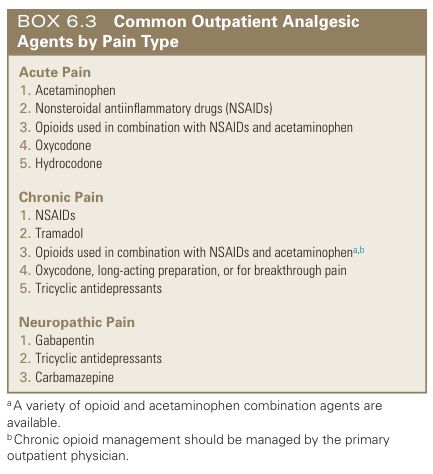 BOX 6.3 Common Outpatient Analgesic
Agents by Pain Type
Acute Pain
1. Acetaminophen
2. Nonsteroidal antiinflammatory drugs (NSAIDs)
3. Opioids used in combination with NSAIDs and acetaminophen
4. Oxycodone
5. Hydrocodone
Chronic Pain
1. NSAIDs
2. Tramadol
3. Opioids used in combination with NSAIDs and acetaminophenᵃ,ᵇ
4. Oxycodone, long-acting preparation, or for breakthrough pain
5. Tricyclic antidepressants
Neuropathic Pain
1. Gabapentin
2. Tricyclic antidepressants
3. Carbamazepine
ᵃA variety of opioid and acetaminophen combination agents are
available.
ᵇChronic opioid management should be managed by the primary
outpatient physician.